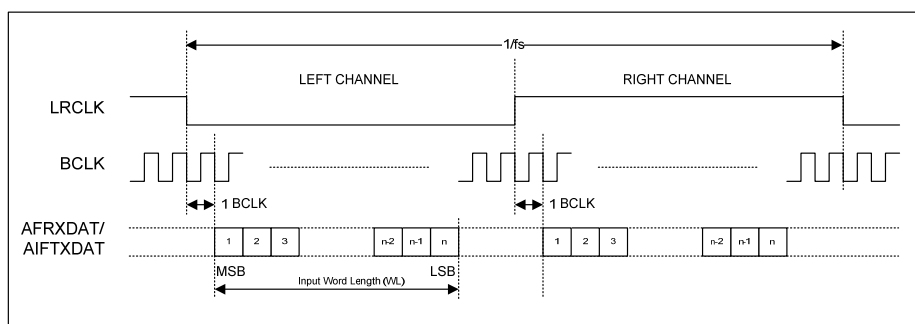 1/fs
LEFT CHANNEL RIGHT CHANNEL
LRCLK
BCLK
1 BCLK 1 BCLK
AFRXDAT/
AIFTXDAT
1 2 3 n-2 n-1 n 1 2 3 n-2 n-1 n
MSB LSB
Input Word Length (WL)